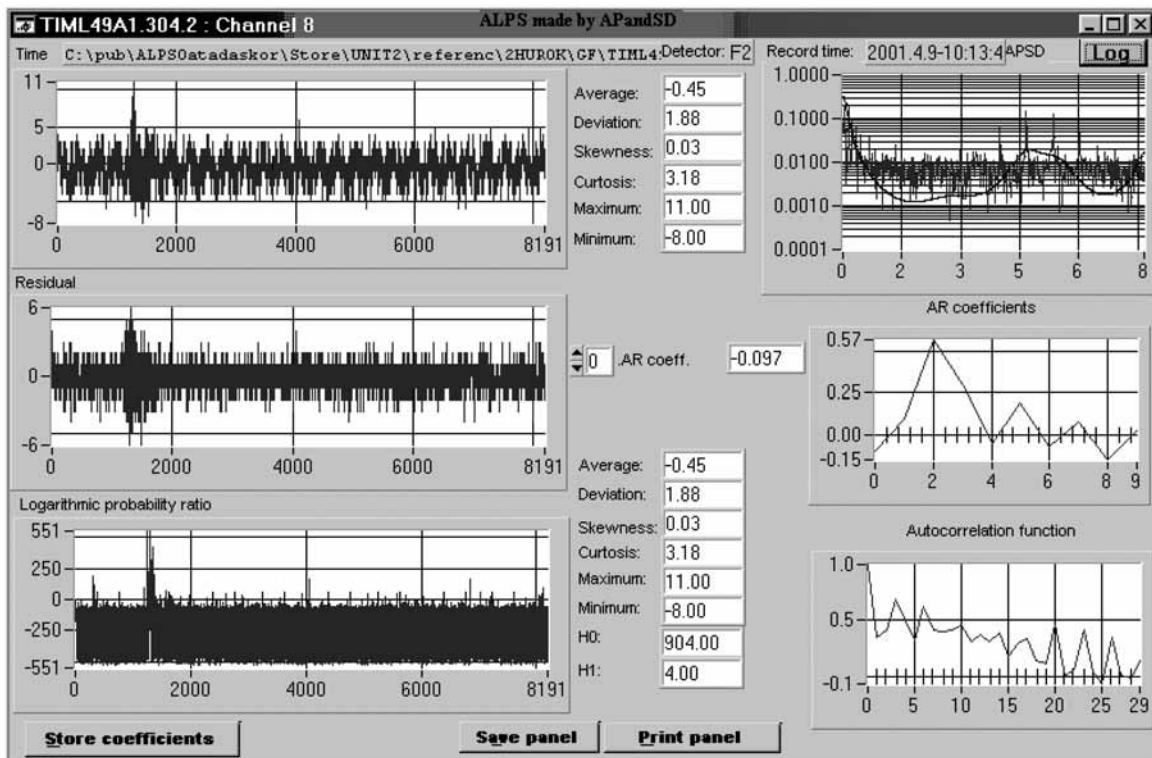 TIML49A1.304.2 : Channel 8
ALPS made by APandSD
Time C:\pub\ALPSOatadaskor\Store\UNIT2\referenc\2HUROK\GF\TIML4
Detector: F2
Record time: 2001.4.9-10:13:4
APSD
Log
11
5
0
-8
0 2000 4000 6000 8191
Average: -0.45
Deviation: 1.88
Skewness: 0.03
Curtosis: 3.18
Maximum: 11.00
Minimum: -8.00
1.0000
0.1000
0.0100
0.0010
0.0001
0 2 3 5 6 8
Residual
6
0
-6
0 2000 4000 6000 8191
0 .AR coeff. -0.097
AR coefficients
0.57
0.25
0.00
-0.15
0 2 4 6 8 9
Logarithmic probability ratio
551
250
0
-250
-551
0 2000 4000 6000 8191
Average: -0.45
Deviation: 1.88
Skewness: 0.03
Curtosis: 3.18
Maximum: 11.00
Minimum: -8.00
H0: 904.00
H1: 4.00
Autocorrelation function
1.0
0.5
-0.1
0 5 10 15 20 25 29
Store coefficients
Save panel
Print panel